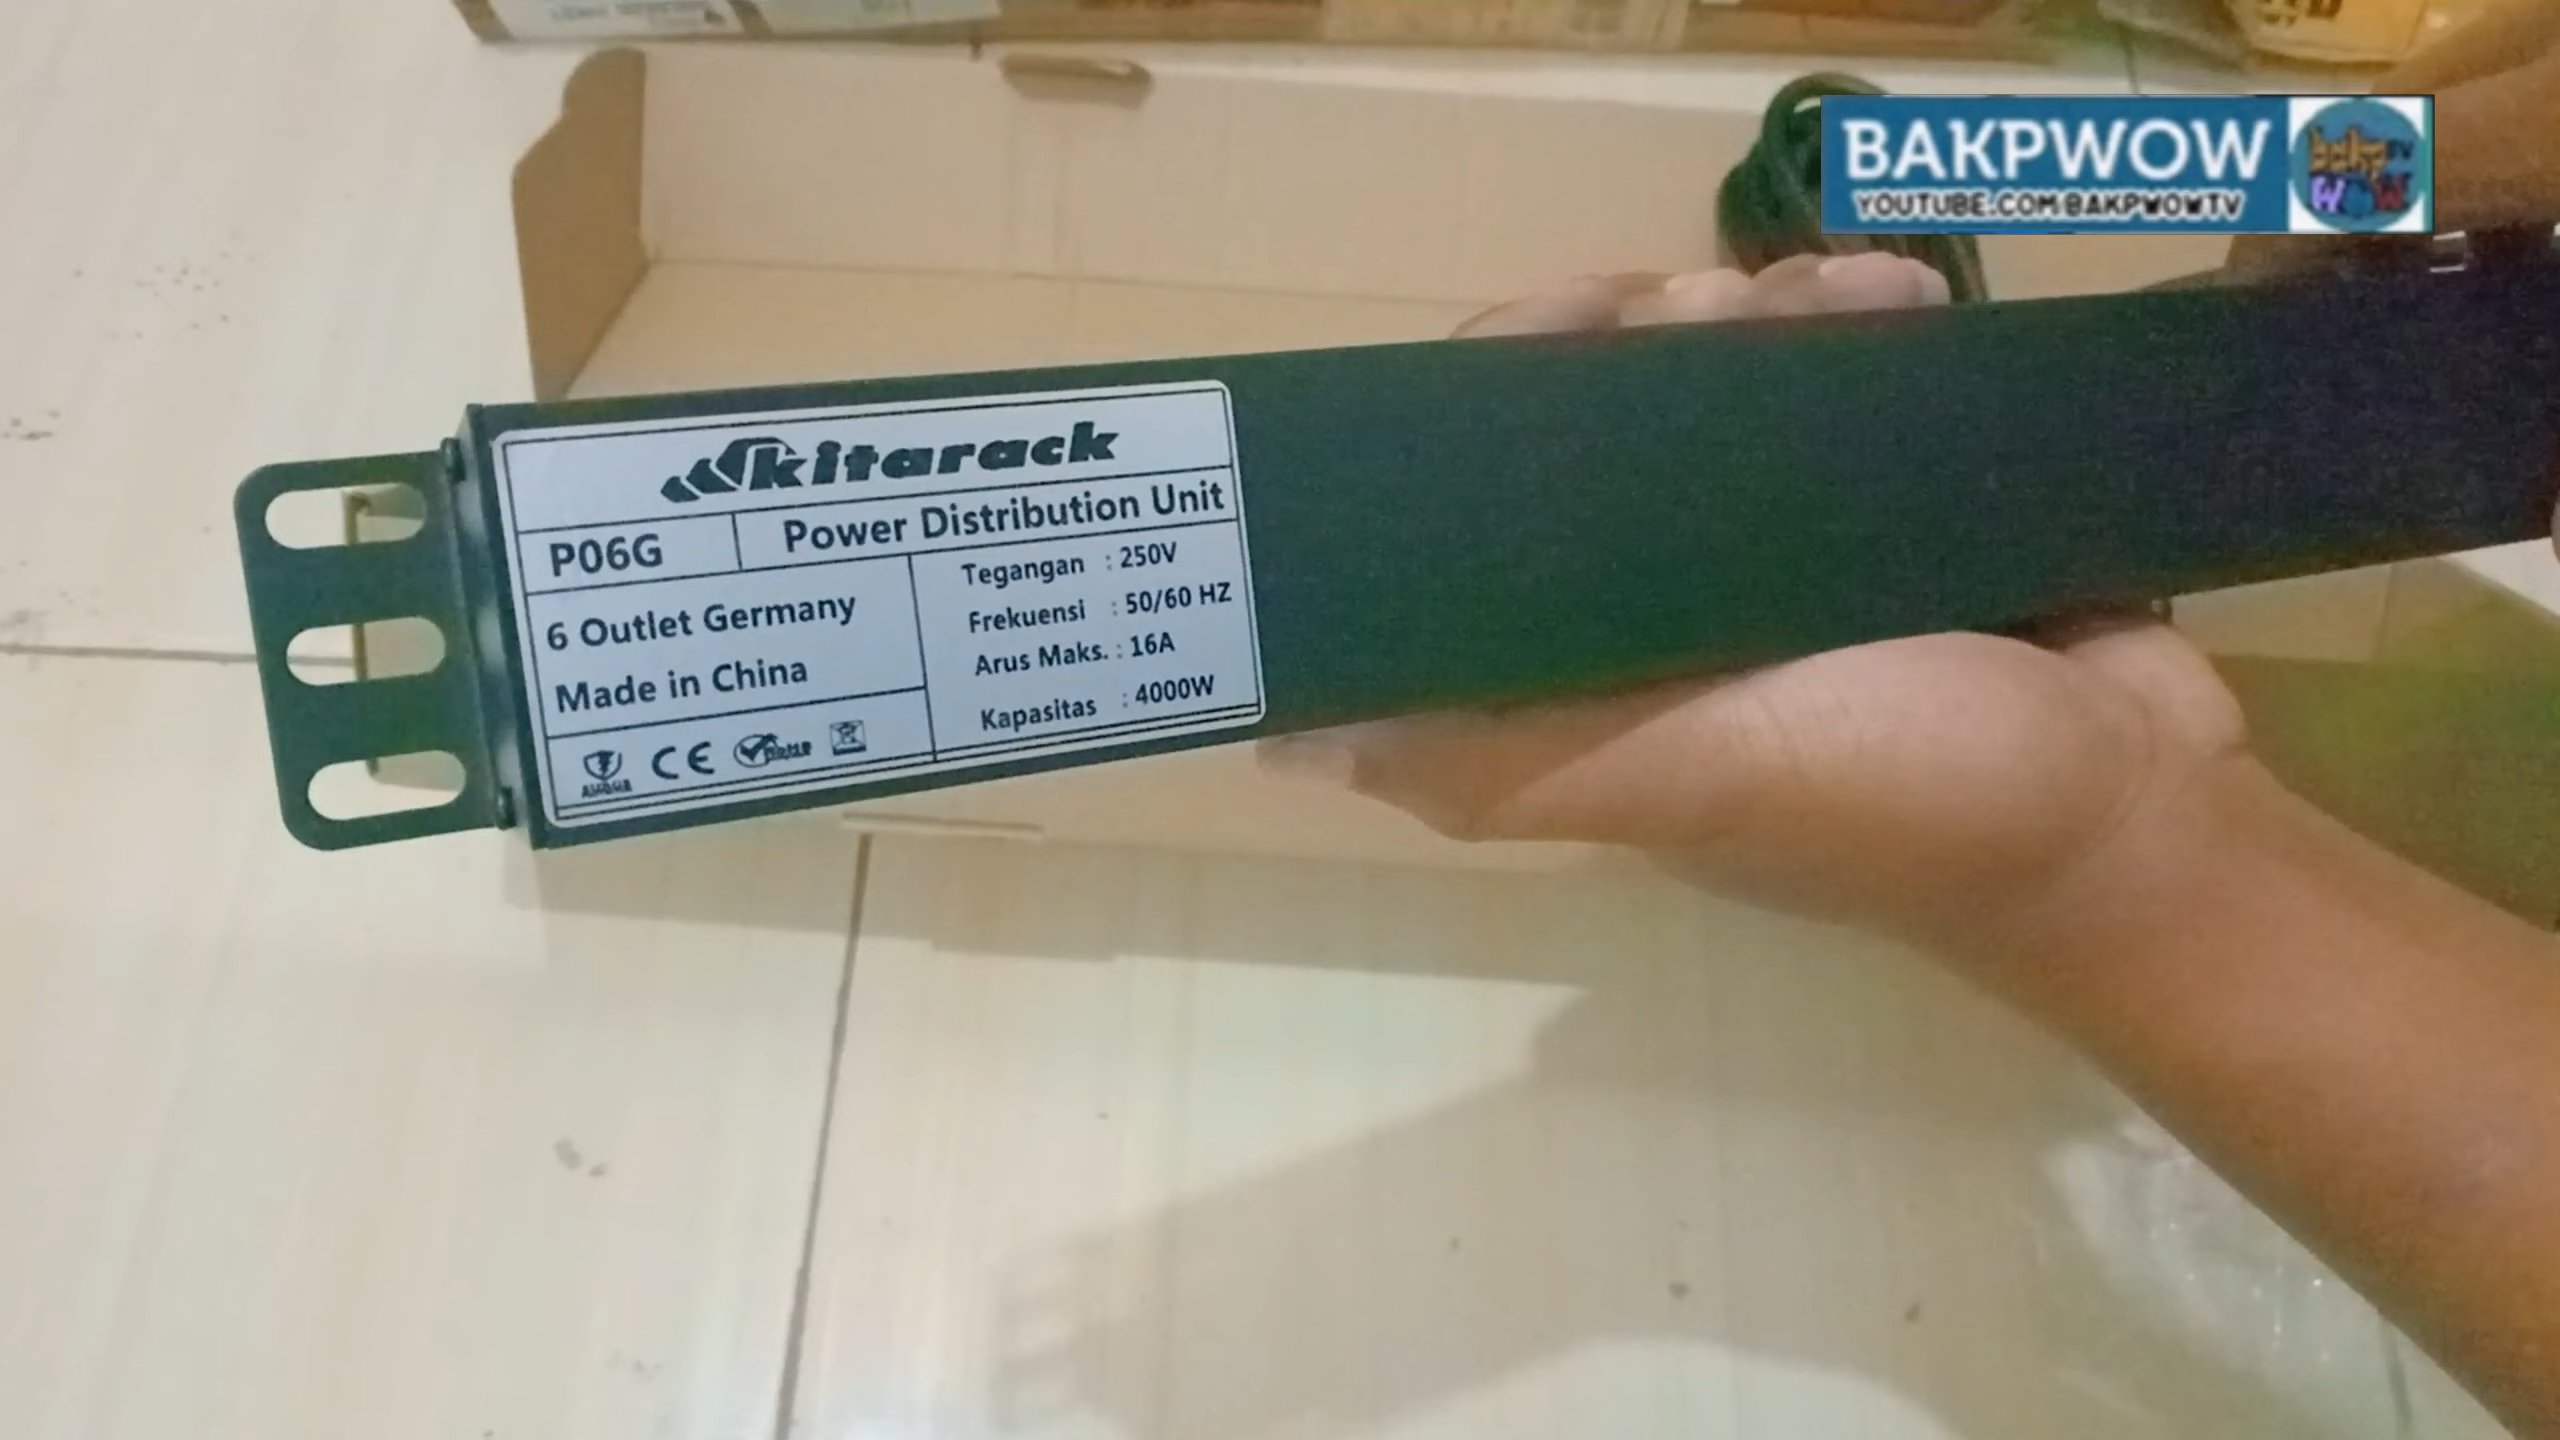 BAKPWOW
YOUTUBE.COM/BAKPWOWTV
kitarack
P06G
Power Distribution Unit
6 Outlet Germany
Made in China
Tegangan : 250V
Frekuensi : 50/60 HZ
Arus Maks. : 16A
Kapasitas : 4000W
CE
RoHS